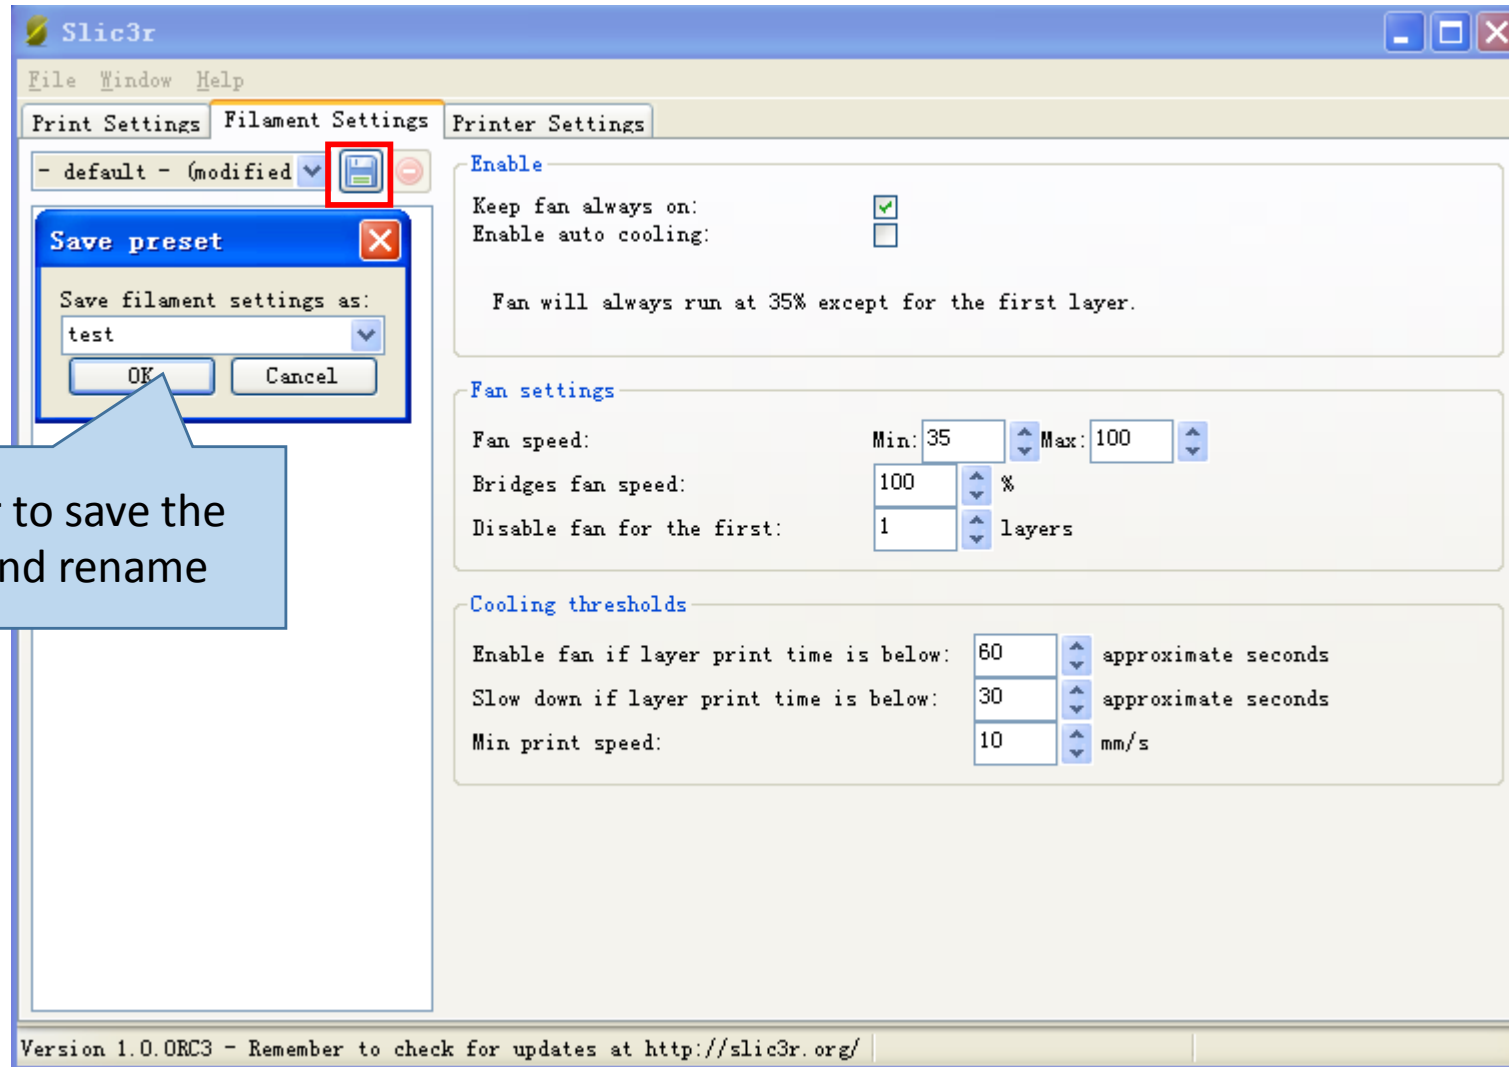 Slic3r
File Window Help
Print Settings Filament Settings Printer Settings
- default - (modified
Save preset
Save filament settings as:
test
OK Cancel
to save the
rename
Enable
Keep fan always on:
Enable auto cooling:
Fan will always run at 35% except for the first layer.
Fan settings
Fan speed: Min: 35 Max: 100
Bridges fan speed: 100 %
Disable fan for the first: 1 layers
Cooling thresholds
Enable fan if layer print time is below: 60 approximate seconds
Slow down if layer print time is below: 30 approximate seconds
Min print speed: 10 mm/s
Version 1.0.0RC3 - Remember to check for updates at http://slic3r.org/